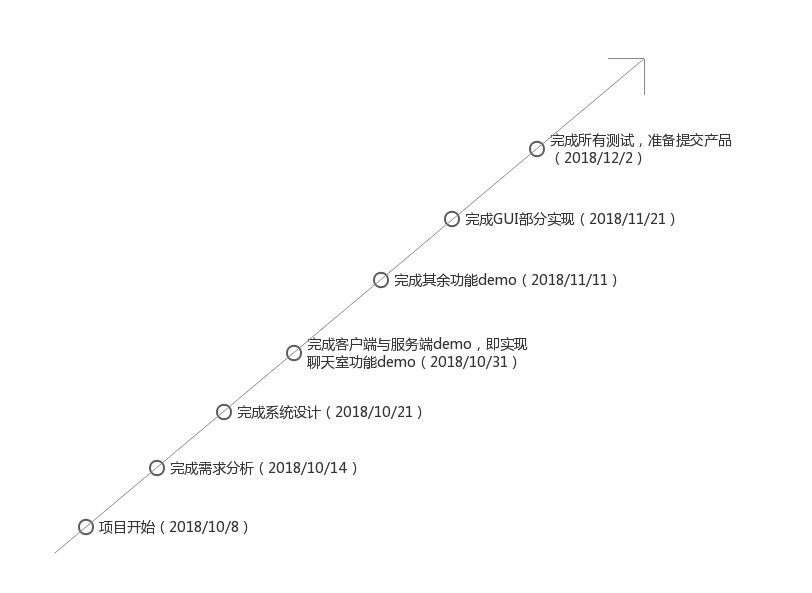 完成所有测试，准备提交产品
（2018/12/2）
完成GUI部分实现（2018/11/21）
完成其余功能demo（2018/11/11）
完成客户端与服务端demo，即实现
聊天室功能demo（2018/10/31）
完成系统设计（2018/10/21）
完成需求分析（2018/10/14）
项目开始（2018/10/8）